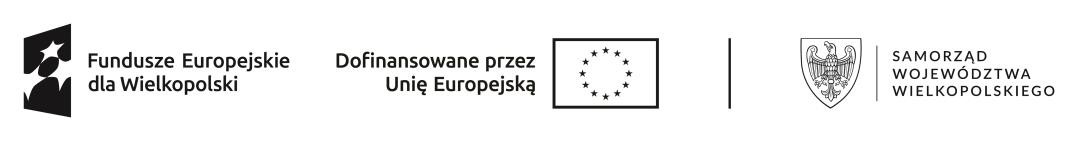 Fundusze Europejskie
dla Wielkopolski
Dofinansowane przez
Unię Europejską
SAMORZĄD
WOJEWÓDZTWA
WIELKOPOLSKIEGO